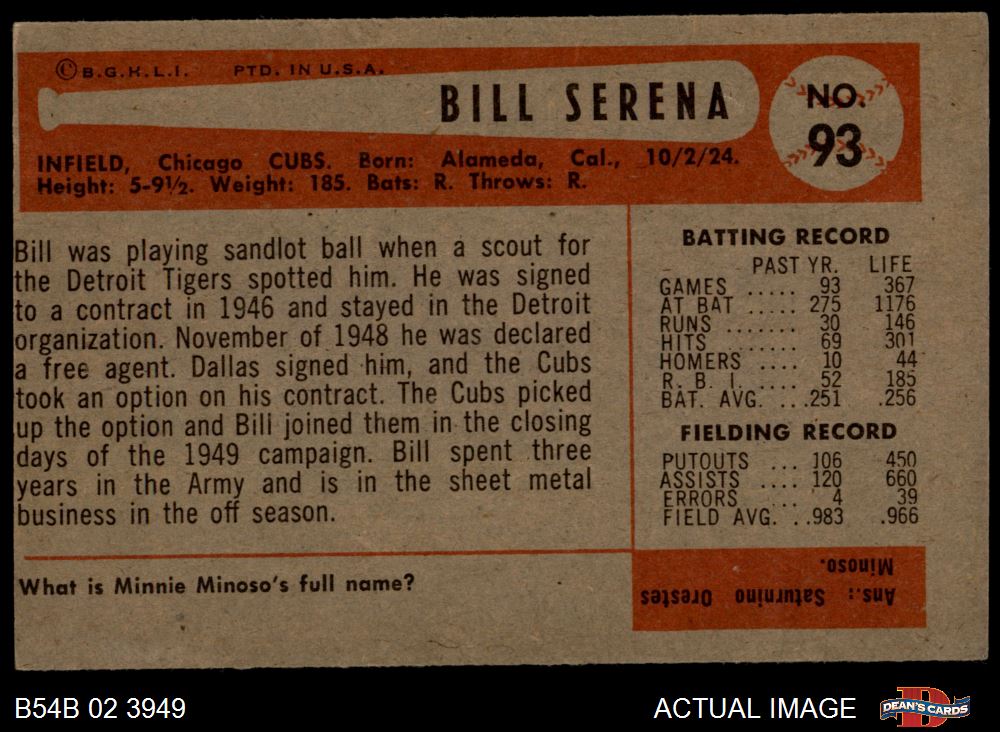 ©B.G.H.L.I. PTD. IN U.S.A.
BILL SERENA
NO.
93
INFIELD, Chicago CUBS. Born: Alameda, Cal., 10/2/24.
Height: 5-9½. Weight: 185. Bats: R. Throws: R.
Bill was playing sandlot ball when a scout for
the Detroit Tigers spotted him. He was signed
to a contract in 1946 and stayed in the Detroit
organization. November of 1948 he was declared
a free agent. Dallas signed him, and the Cubs
took an option on his contract. The Cubs picked
up the option and Bill joined them in the closing
days of the 1949 campaign. Bill spent three
years in the Army and is in the sheet metal
business in the off season.
BATTING RECORD
PAST YR. LIFE
GAMES ..... 93 367
AT BAT ..... 275 1176
RUNS ....... 30 146
HITS ........ 69 301
HOMERS .... 10 44
R. B. I. ..... 52 185
BAT. AVG. ...251 .256
FIELDING RECORD
PUTOUTS ... 106 450
ASSISTS .... 120 660
ERRORS ..... 4 39
FIELD AVG. ..983 .966
What is Minnie Minoso's full name?
Ans.: Saturnino Orestes
Minoso.
B54B 02 3949
ACTUAL IMAGE
D
DEAN'S CARDS